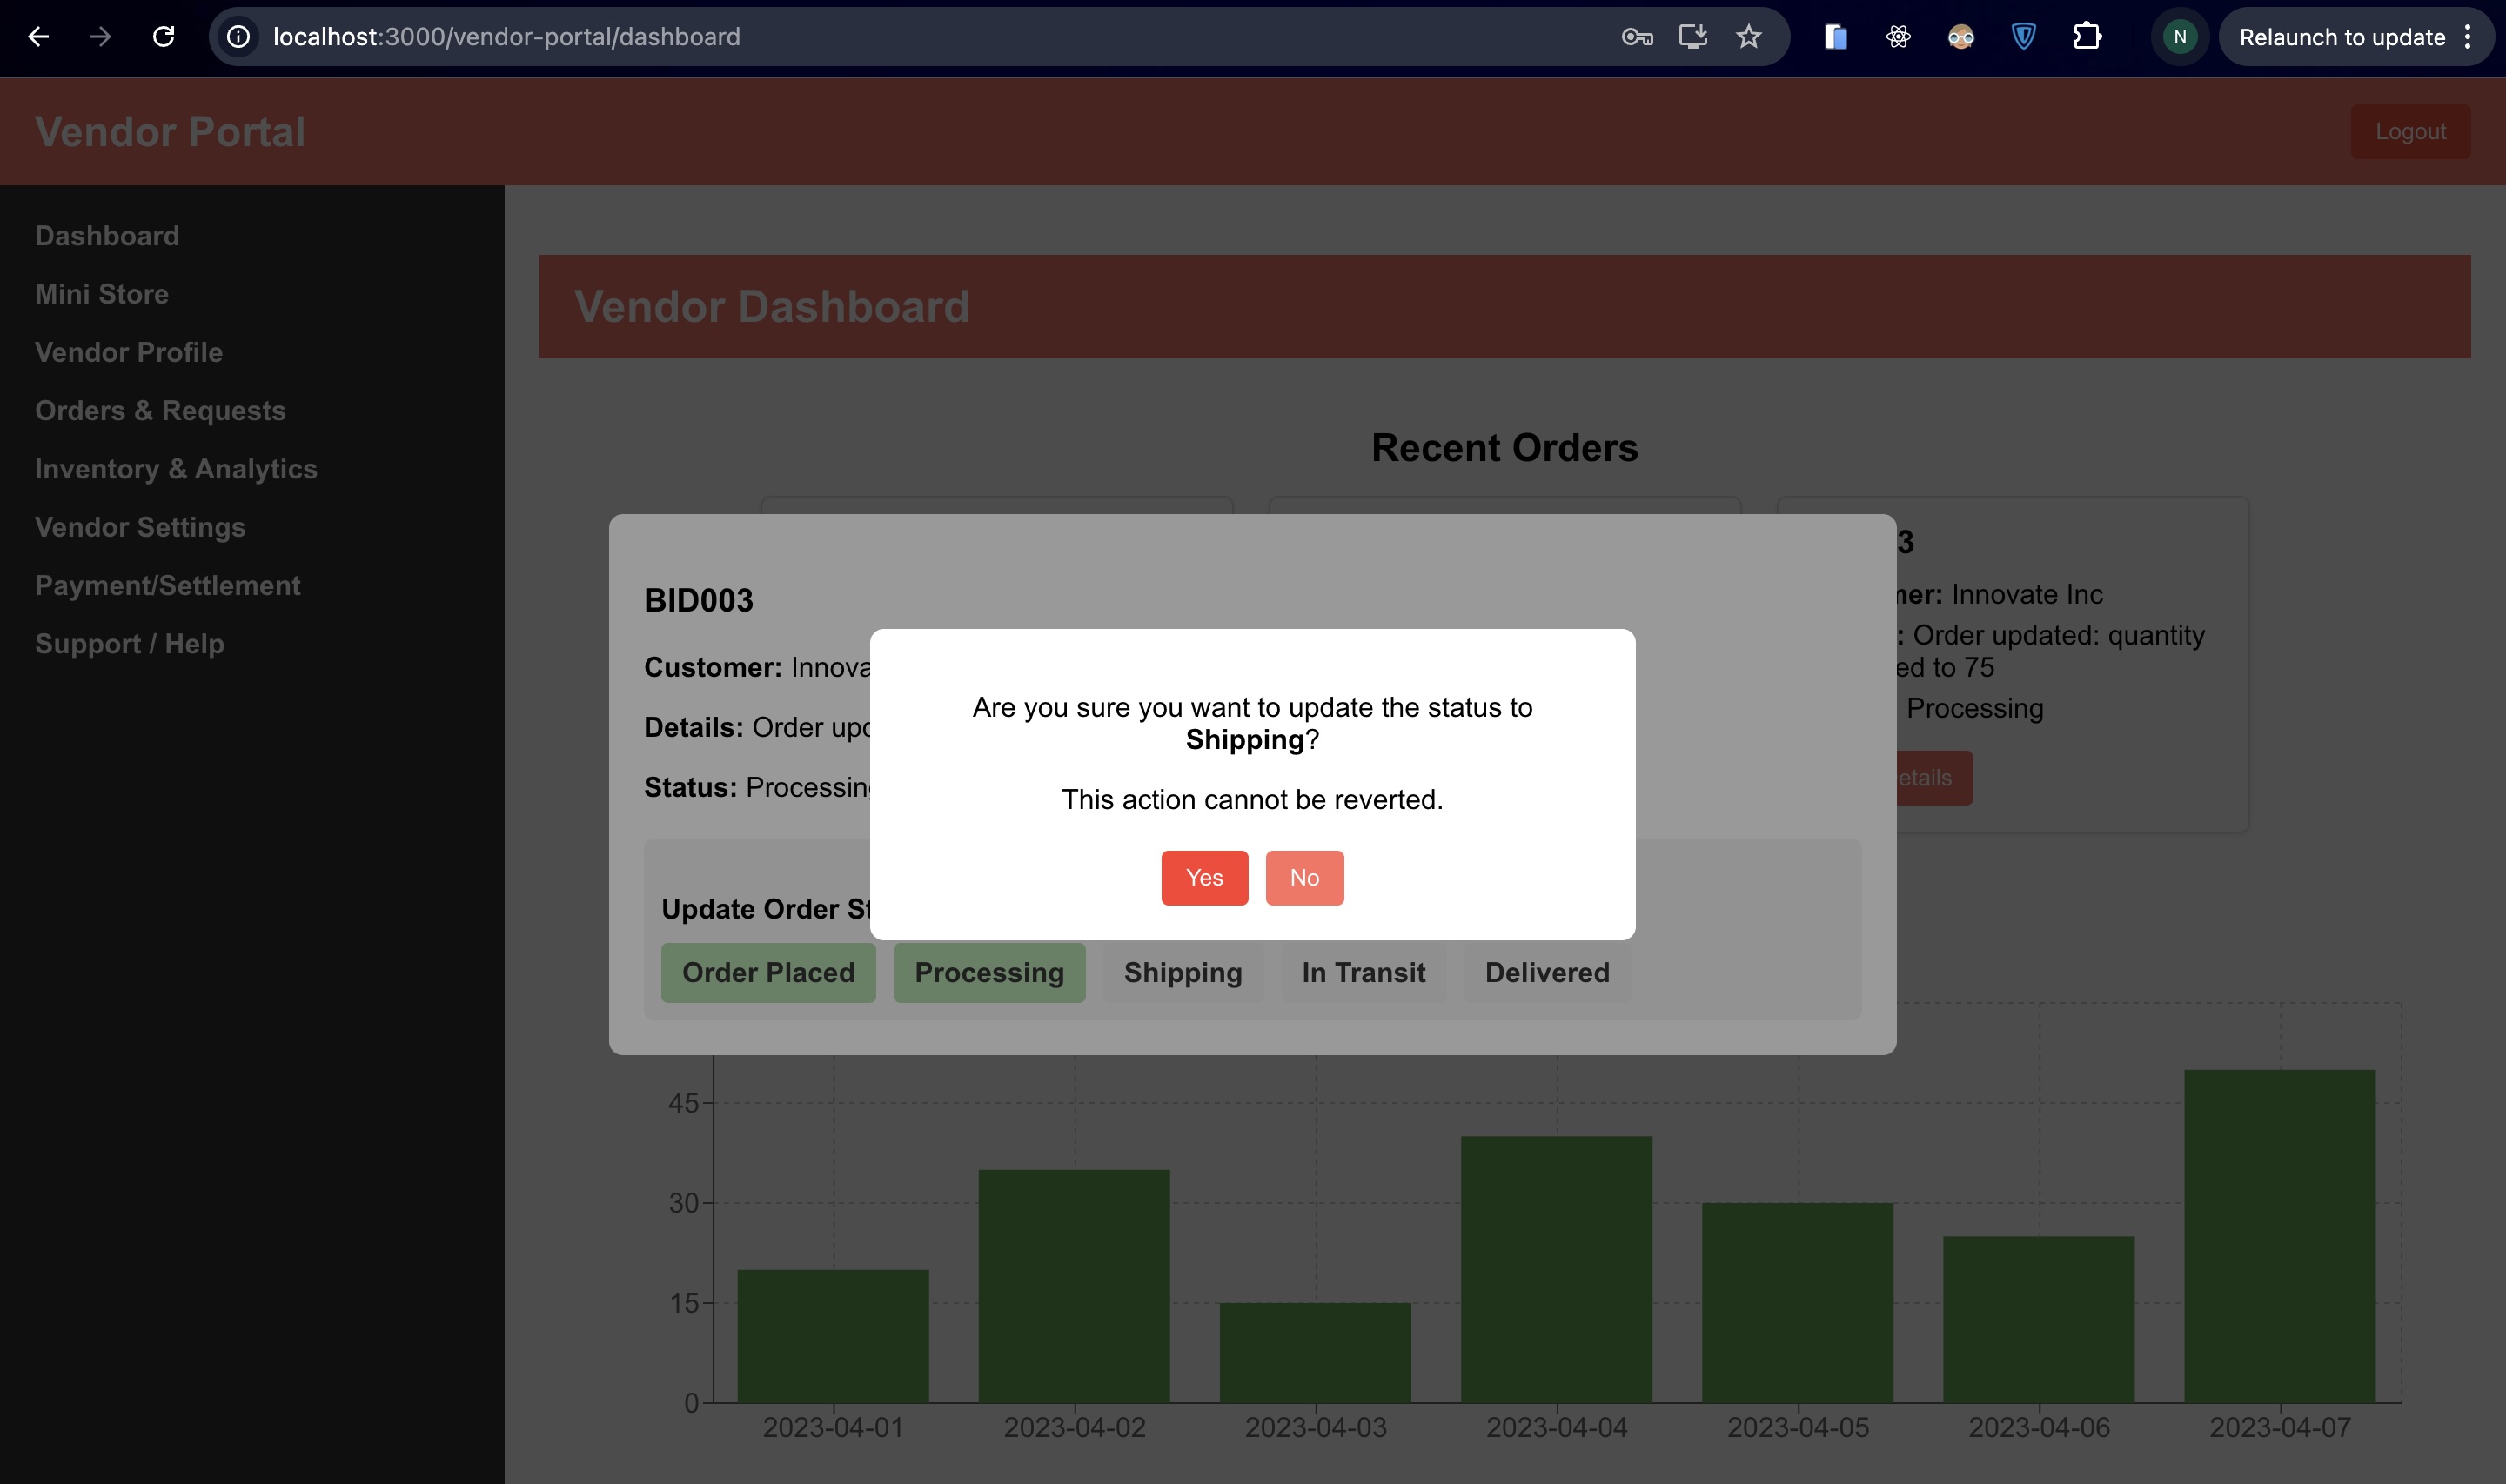 localhost:3000/vendor-portal/dashboard
N
Relaunch to update
Vendor Portal
Logout
Dashboard
Mini Store
Vendor Profile
Orders & Requests
Inventory & Analytics
Vendor Settings
Payment/Settlement
Support / Help
Vendor Dashboard
Recent Orders
3
BID003
Customer: Innova
Details: Order upd
Status: Processing
Update Order St
Order Placed
Processing
Shipping
In Transit
Delivered
Are you sure you want to update the status to
Shipping?
This action cannot be reverted.
Yes
No
mer: Innovate Inc
: Order updated: quantity
ed to 75
Processing
etails
45
30
15
0
2023-04-01
2023-04-02
2023-04-03
2023-04-04
2023-04-05
2023-04-06
2023-04-07